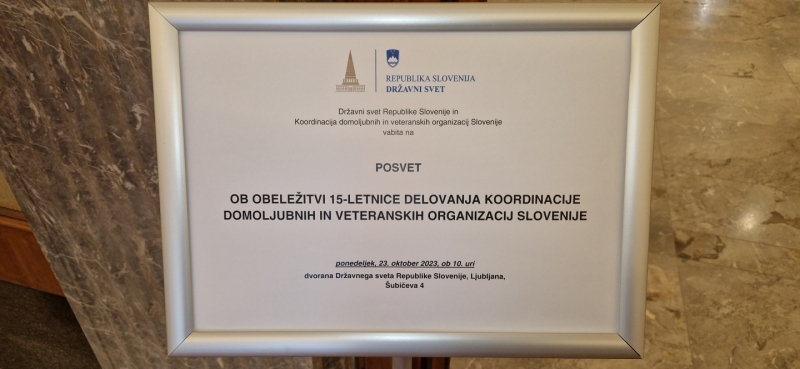 REPUBLIKA SLOVENIJA
DRŽAVNI SVET
Državni svet Republike Slovenije in
Koordinacija domoljubnih in veteranskih organizacij Slovenije
vabita na
POSVET
OB OBELEŽITVI 15-LETNICE DELOVANJA KOORDINACIJE
DOMOLJUBNIH IN VETERANSKIH ORGANIZACIJ SLOVENIJE
ponedeljek, 23. oktober 2023, ob 10. uri
dvorana Državnega sveta Republike Slovenije, Ljubljana,
Šubičeva 4